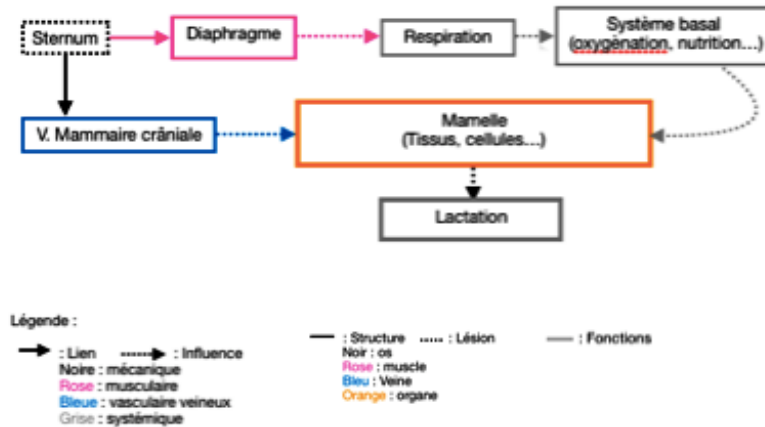 Sternum
Diaphragme
Respiration
Système basal
(oxygènation, nutrition...)
V. Mammaire crâniale
Mamelle
(Tissus, cellules...)
Lactation
Légende :
: Lien : Influence
Noire : mécanique
Rose : musculaire
Bleue : vasculaire veineux
Grise : systémique
: Structure : Lésion : Fonctions
Noir : os
Rose : muscle
Bleu : Veine
Orange : organe